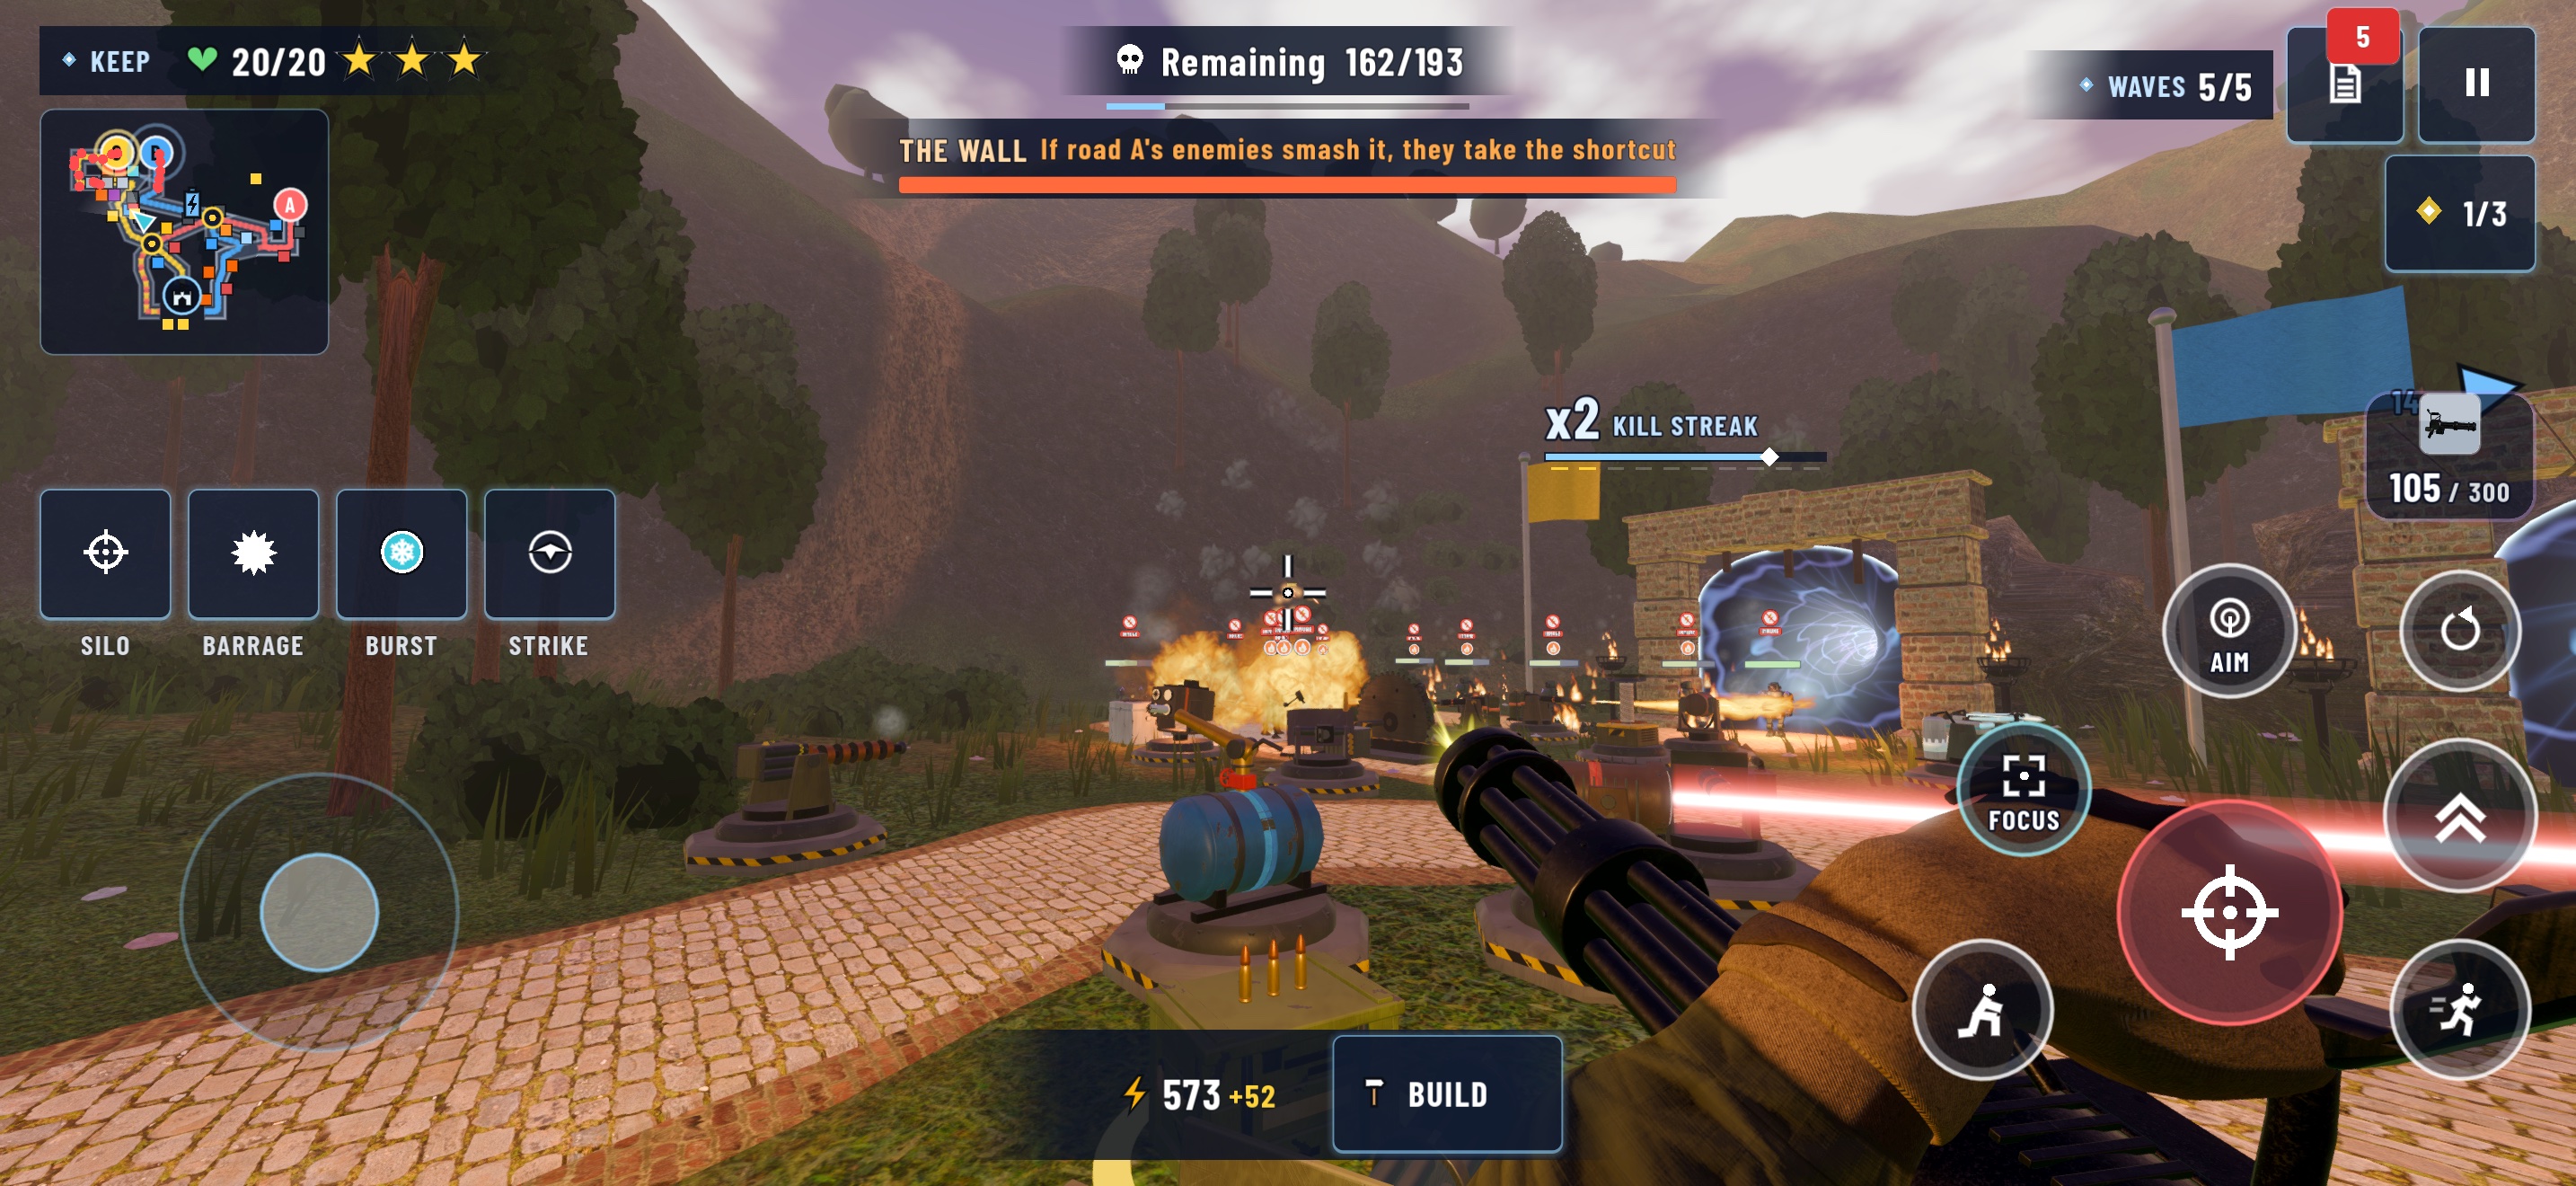 KEEP 20/20
Remaining 162/193
5
WAVES 5/5
THE WALL If road A's enemies smash it, they take the shortcut
1/3
A
x2 KILL STREAK
14
105 / 300
SILO
BARRAGE
BURST
STRIKE
AIM
FOCUS
573 +52
BUILD